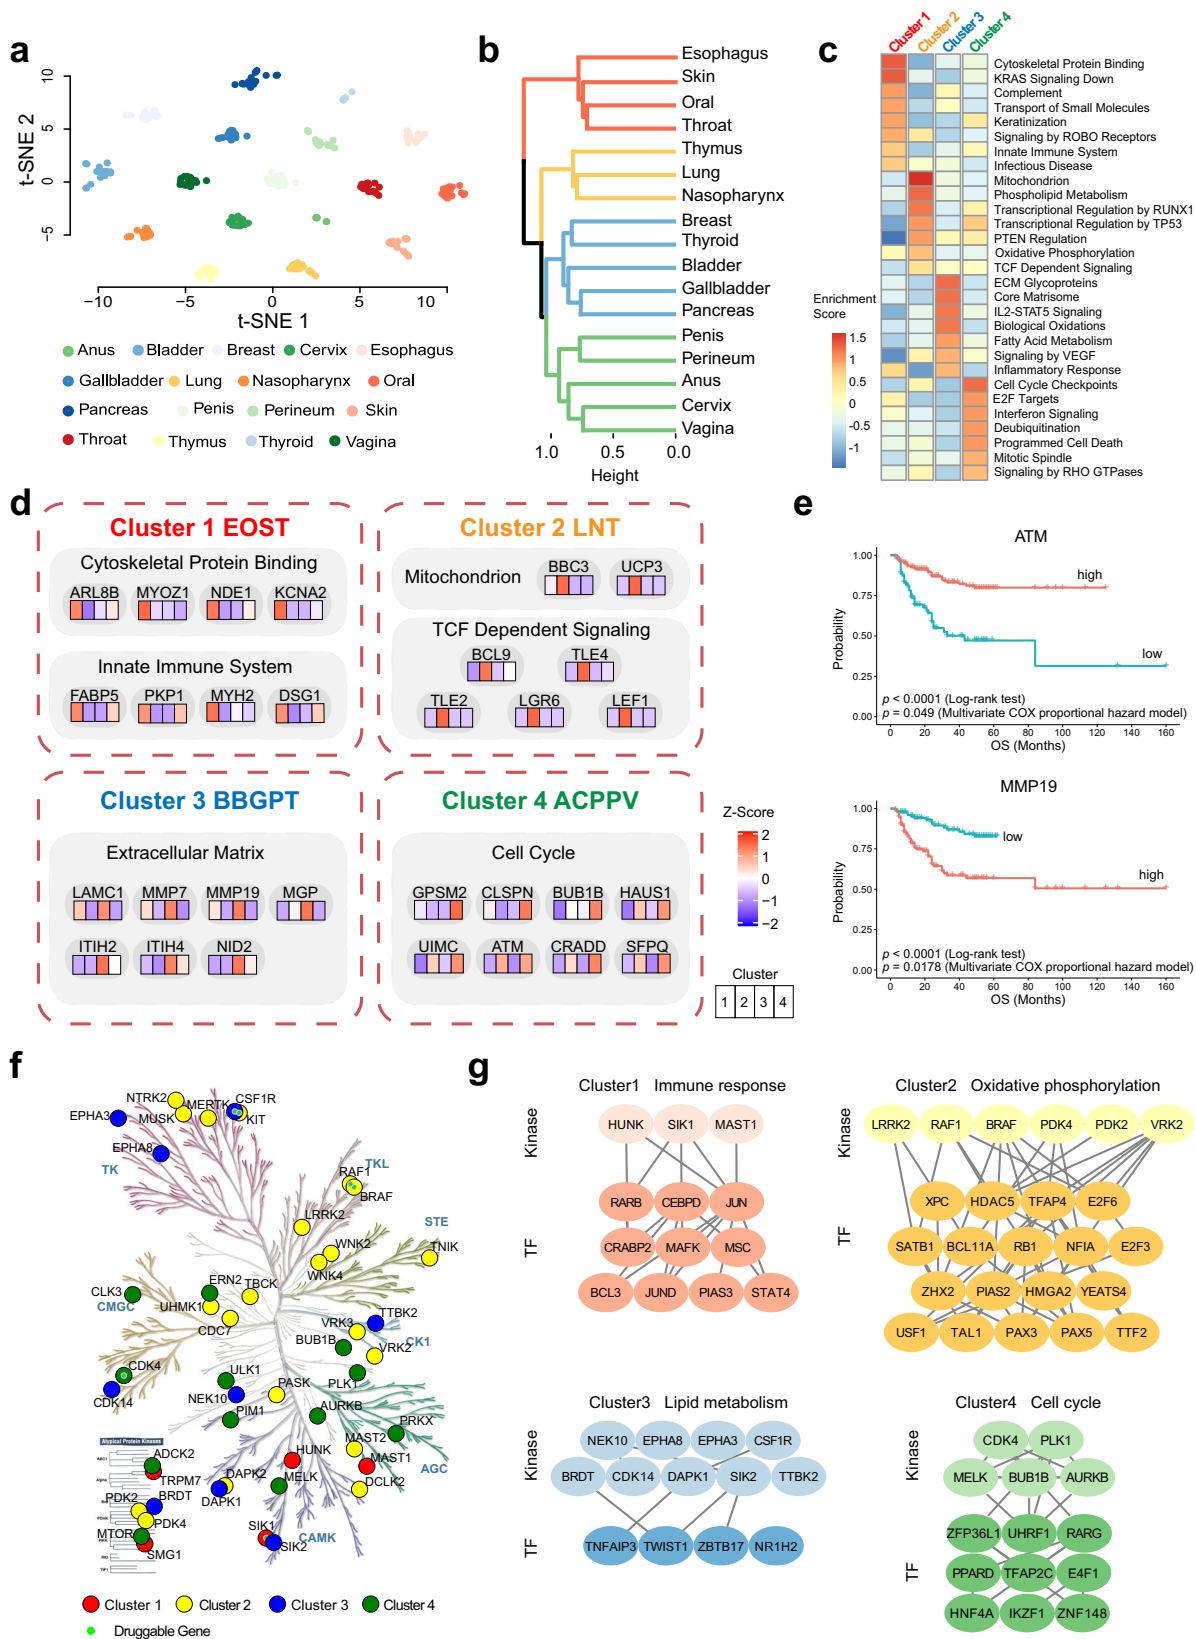 a
t-SNE 2
10
5
0
−5
−10
−5
0
5
10
t-SNE 1
Anus
Bladder
Breast
Cervix
Esophagus
Gallbladder
Lung
Nasopharynx
Oral
Pancreas
Penis
Perineum
Skin
Throat
Thymus
Thyroid
Vagina
b
Esophagus
Skin
Oral
Throat
Thymus
Lung
Nasopharynx
Breast
Thyroid
Bladder
Gallbladder
Pancreas
Penis
Perineum
Anus
Cervix
Vagina
1.0
0.5
0.0
Height
c
Cluster 1
Cluster 2
Cluster 3
Cluster 4
Cytoskeletal Protein Binding
KRAS Signaling Down
Complement
Transport of Small Molecules
Keratinization
Signaling by ROBO Receptors
Innate Immune System
Infectious Disease
Mitochondrion
Phospholipid Metabolism
Transcriptional Regulation by RUNX1
Transcriptional Regulation by TP53
PTEN Regulation
Oxidative Phosphorylation
TCF Dependent Signaling
ECM Glycoproteins
Core Matrisome
IL2-STAT5 Signaling
Biological Oxidations
Fatty Acid Metabolism
Signaling by VEGF
Inflammatory Response
Cell Cycle Checkpoints
E2F Targets
Interferon Signaling
Deubiquitination
Programmed Cell Death
Mitotic Spindle
Signaling by RHO GTPases
Enrichment
Score
1.5
1
0.5
0
-0.5
-1
d
Cluster 1 EOST
Cytoskeletal Protein Binding
ARL8B MYOZ1 NDE1 KCNA2
Innate Immune System
FABP5 PKP1 MYH2 DSG1
Cluster 2 LNT
Mitochondrion
BBC3 UCP3
TCF Dependent Signaling
BCL9 TLE4
TLE2 LGR6 LEF1
Cluster 3 BBGPT
Extracellular Matrix
LAMC1 MMP7 MMP19 MGP
ITIH2 ITIH4 NID2
Cluster 4 ACPPV
Cell Cycle
GPSM2 CLSPN BUB1B HAUS1
UIMC ATM CRADD SFPQ
Z-Score
2
1
0
−1
−2
Cluster
1 2 3 4
e
ATM
Probability
1.00
0.75
0.50
0.25
0.00
high
low
p < 0.0001 (Log-rank test)
p = 0.049 (Multivariate COX proportional hazard model)
0 20 40 60 80 100 120 140 160
OS (Months)
MMP19
Probability
1.00
0.75
0.50
0.25
0.00
low
high
p < 0.0001 (Log-rank test)
p = 0.0178 (Multivariate COX proportional hazard model)
0 20 40 60 80 100 120 140 160
OS (Months)
f
NTRK2
MERTK
CSF1R
EPHA3
MUSK
KIT
EPHA8
TK
TKL
RAF1
BRAF
LRRK2
STE
WNK2
TNIK
WNK4
ERN2
TBCK
CLK3
CMGC
UHMK1
CDC7
TTBK2
VRK3
CK1
BUB1B
VRK2
CDK4
ULK1
PLK1
CDK14
NEK10
PASK
PIM1
AURKB
PRKX
MAST2
Atypical Protein Kinases
ADCK2
HUNK
MAST1
AGC
TRPM7
DAPK2
MELK
DCLK2
PDK2
BRDT
DAPK1
PDK4
MTOR
SIK1
CAMK
SMG1
SIK2
Cluster 1
Cluster 2
Cluster 3
Cluster 4
Druggable Gene
g
Cluster1 Immune response
Kinase
HUNK SIK1 MAST1
TF
RARB CEBPD JUN
CRABP2 MAFK MSC
BCL3 JUND PIAS3 STAT4
Cluster2 Oxidative phosphorylation
Kinase
LRRK2 RAF1 BRAF PDK4 PDK2 VRK2
TF
XPC HDAC5 TFAP4 E2F6
SATB1 BCL11A RB1 NFIA E2F3
ZHX2 PIAS2 HMGA2 YEATS4
USF1 TAL1 PAX3 PAX5 TTF2
Cluster3 Lipid metabolism
Kinase
NEK10 EPHA8 EPHA3 CSF1R
BRDT CDK14 DAPK1 SIK2 TTBK2
TF
TNFAIP3 TWIST1 ZBTB17 NR1H2
Cluster4 Cell cycle
Kinase
CDK4 PLK1
MELK BUB1B AURKB
TF
ZFP36L1 UHRF1 RARG
PPARD TFAP2C E4F1
HNF4A IKZF1 ZNF148